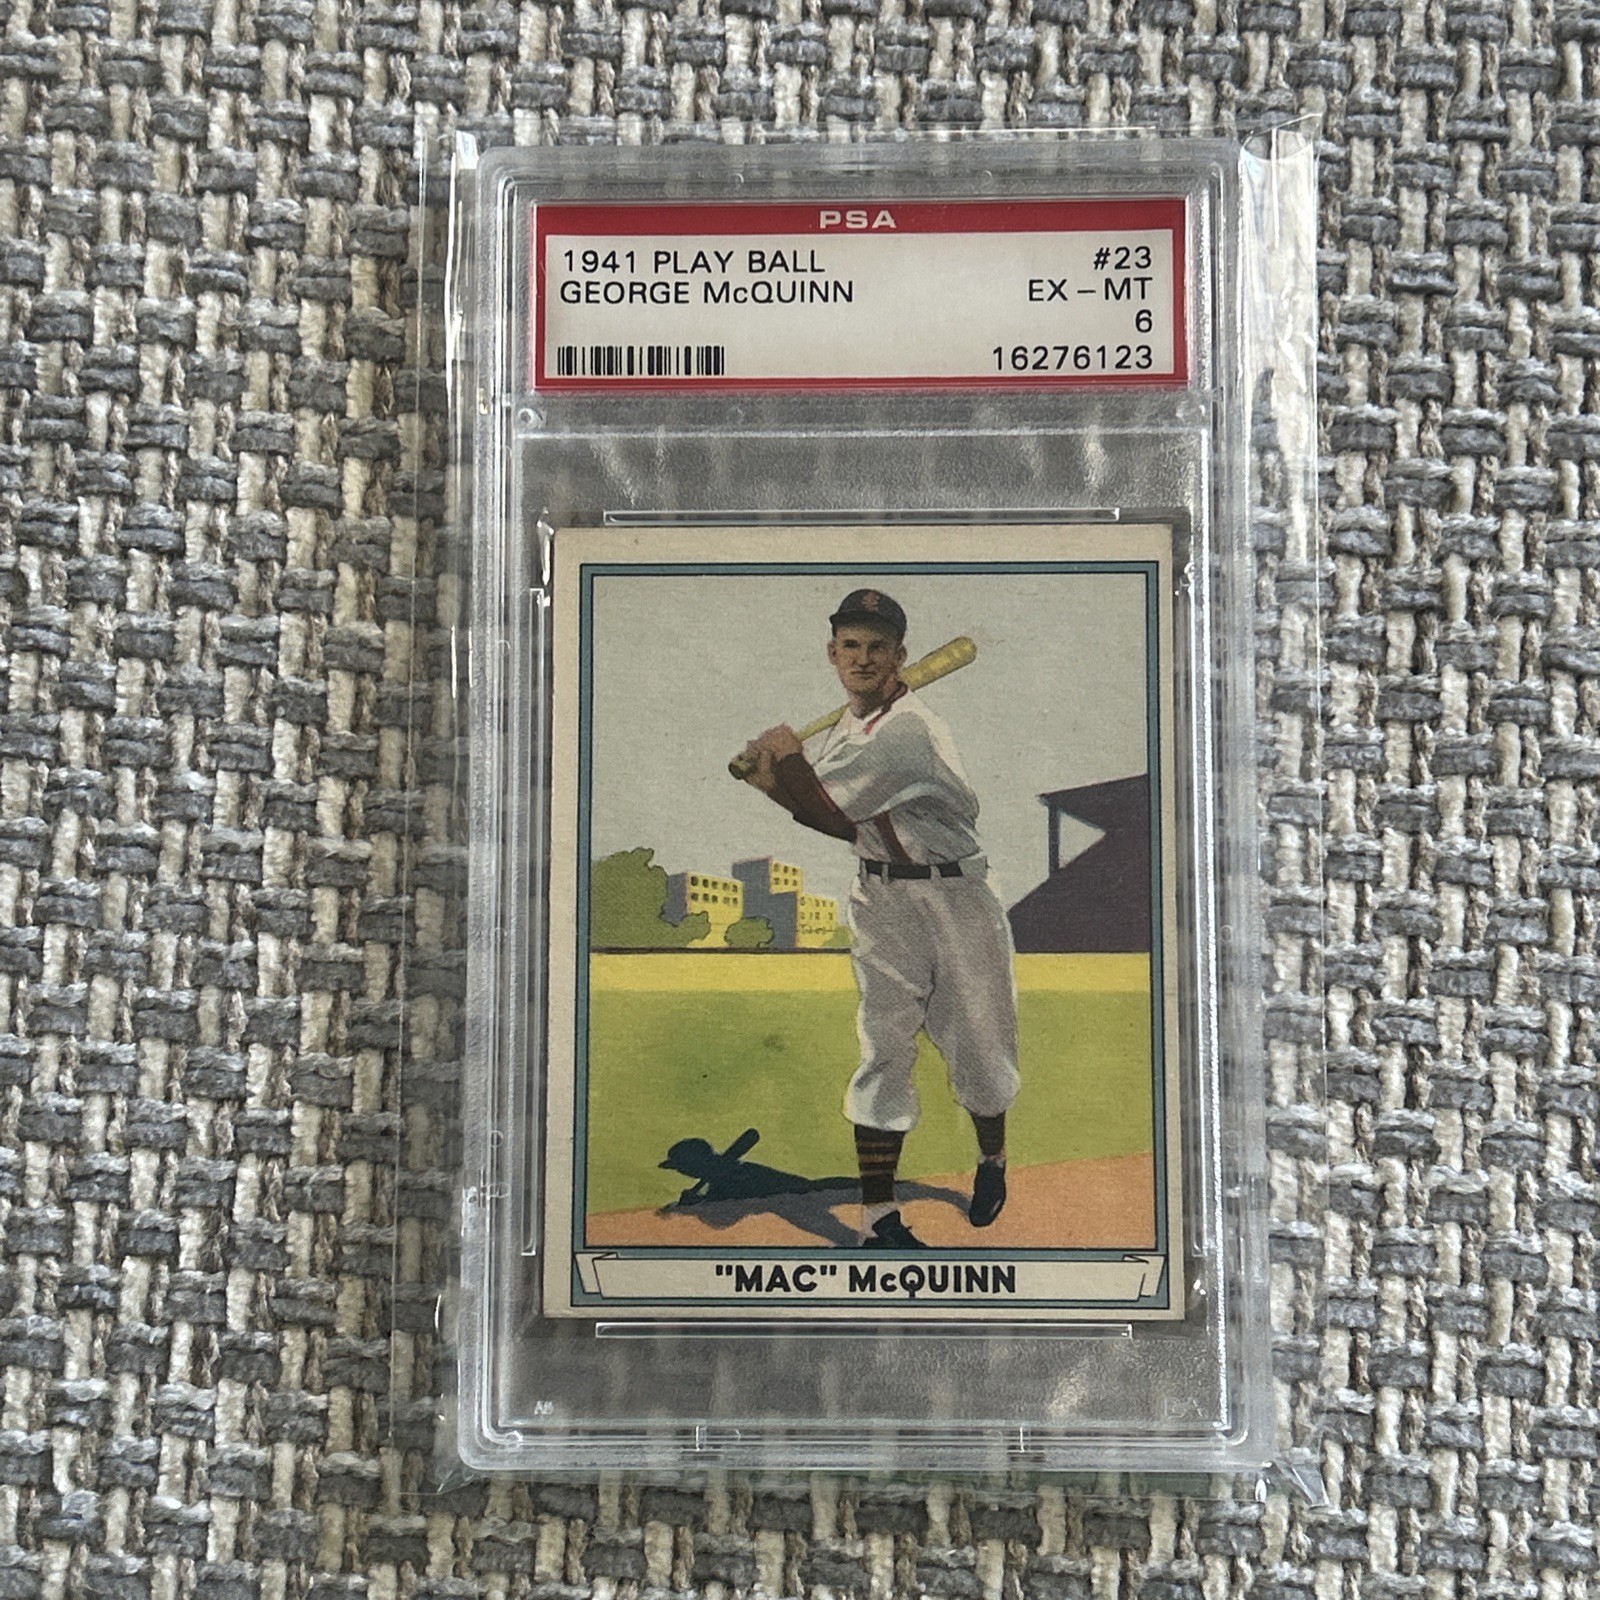 PSA
1941 PLAY BALL #23
GEORGE McQUINN EX - MT
6
16276123
"MAC" McQUINN